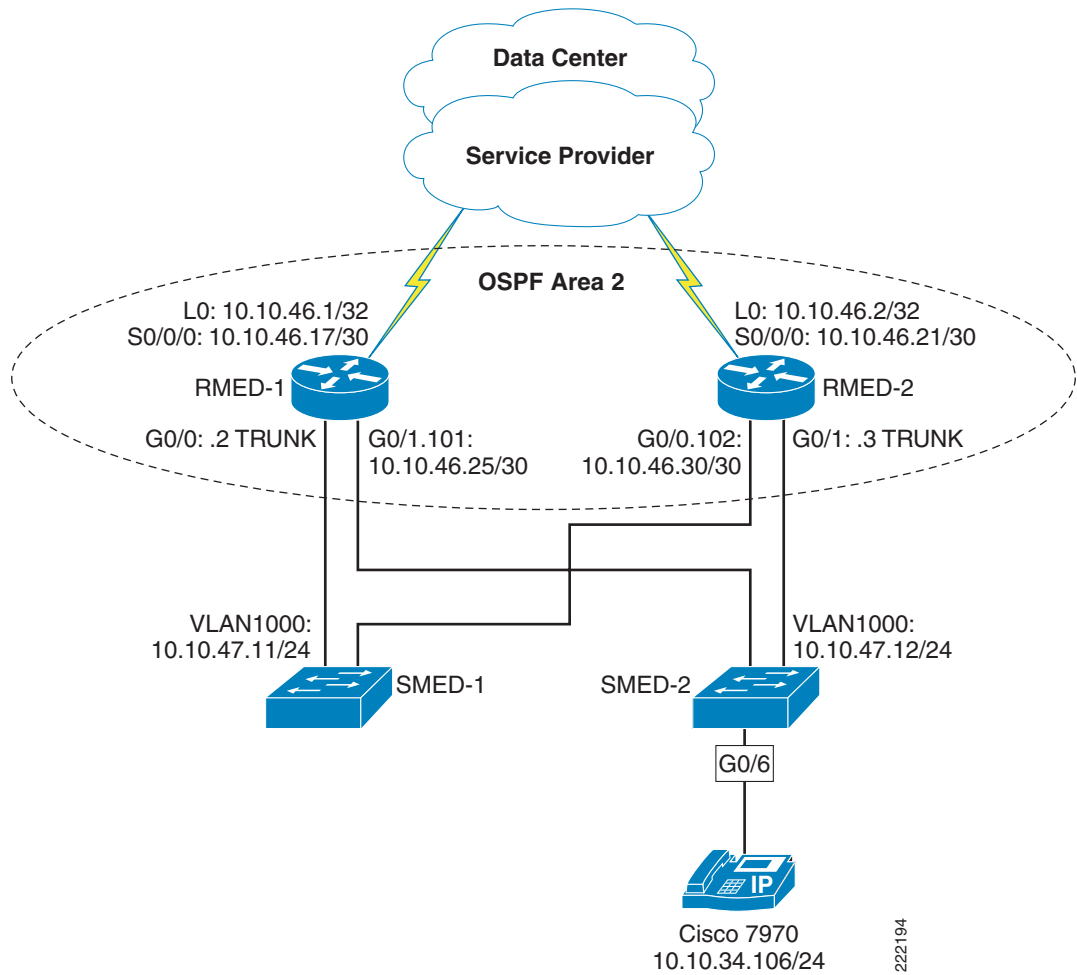 Data Center
Service Provider
OSPF Area 2
L0: 10.10.46.1/32
S0/0/0: 10.10.46.17/30
L0: 10.10.46.2/32
S0/0/0: 10.10.46.21/30
RMED-1
RMED-2
G0/0: .2 TRUNK
G0/1.101:
10.10.46.25/30
G0/0.102:
10.10.46.30/30
G0/1: .3 TRUNK
VLAN1000:
10.10.47.11/24
VLAN1000:
10.10.47.12/24
SMED-1
SMED-2
G0/6
IP
Cisco 7970
10.10.34.106/24
222194